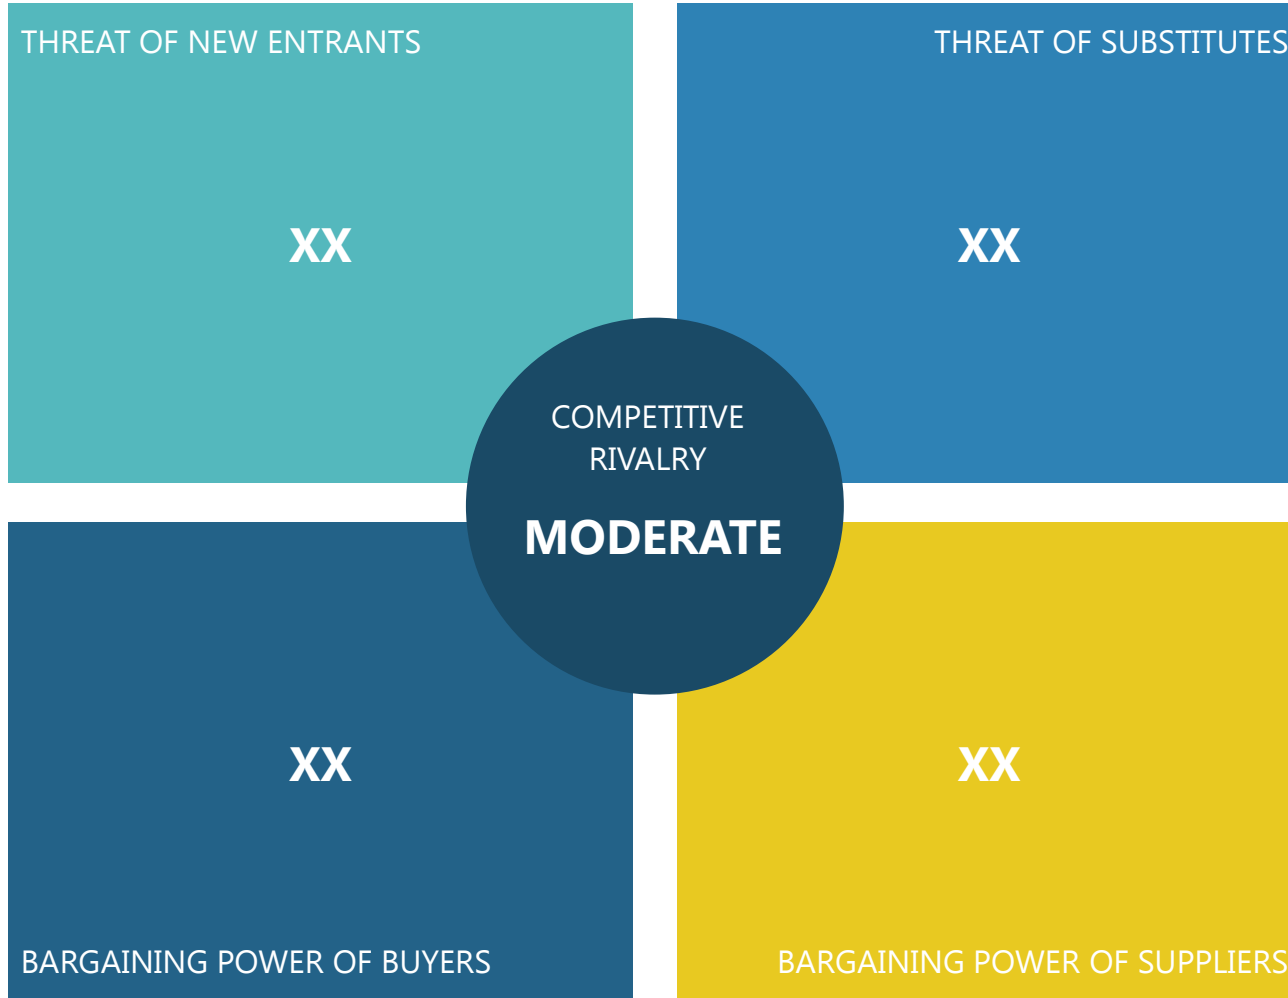 THREAT OF NEW ENTRANTS
THREAT OF SUBSTITUTES
XX
XX
COMPETITIVE
RIVALRY
MODERATE
XX
XX
BARGAINING POWER OF BUYERS
BARGAINING POWER OF SUPPLIERS